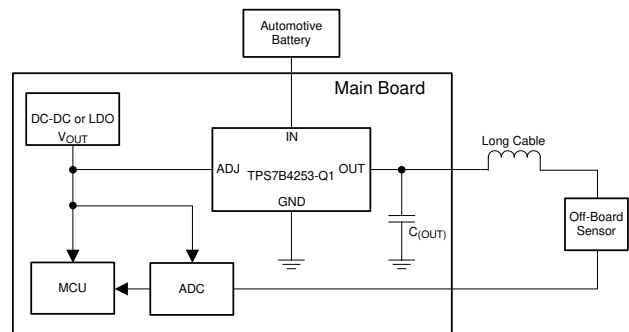 Automotive
Battery
Main Board
DC-DC or LDO
VOUT
IN
ADJ
TPS7B4253-Q1
OUT
GND
Long Cable
C(OUT)
Off-Board
Sensor
MCU
ADC